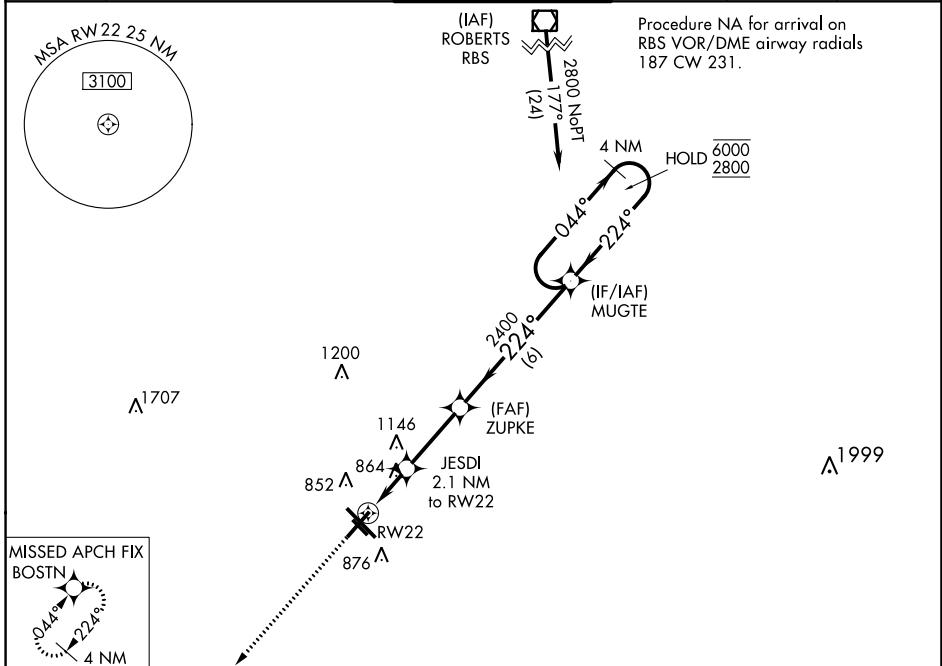 MSA RW 22 25 NM
3100
(IAF)
ROBERTS
RBS
2800 NoPT
177°
(24)
Procedure NA for arrival on
RBS VOR/DME airway radials
187 CW 231.
4 NM
HOLD 6000
2800
044°
224°
(IF/IAF)
MUGTE
2400
224°
(6)
1200
1707
(FAF)
ZUPKE
1146
864
JESDI
2.1 NM
to RW22
852
1999
RW22
876
MISSED APCH FIX
BOSTN
044°
224°
4 NM